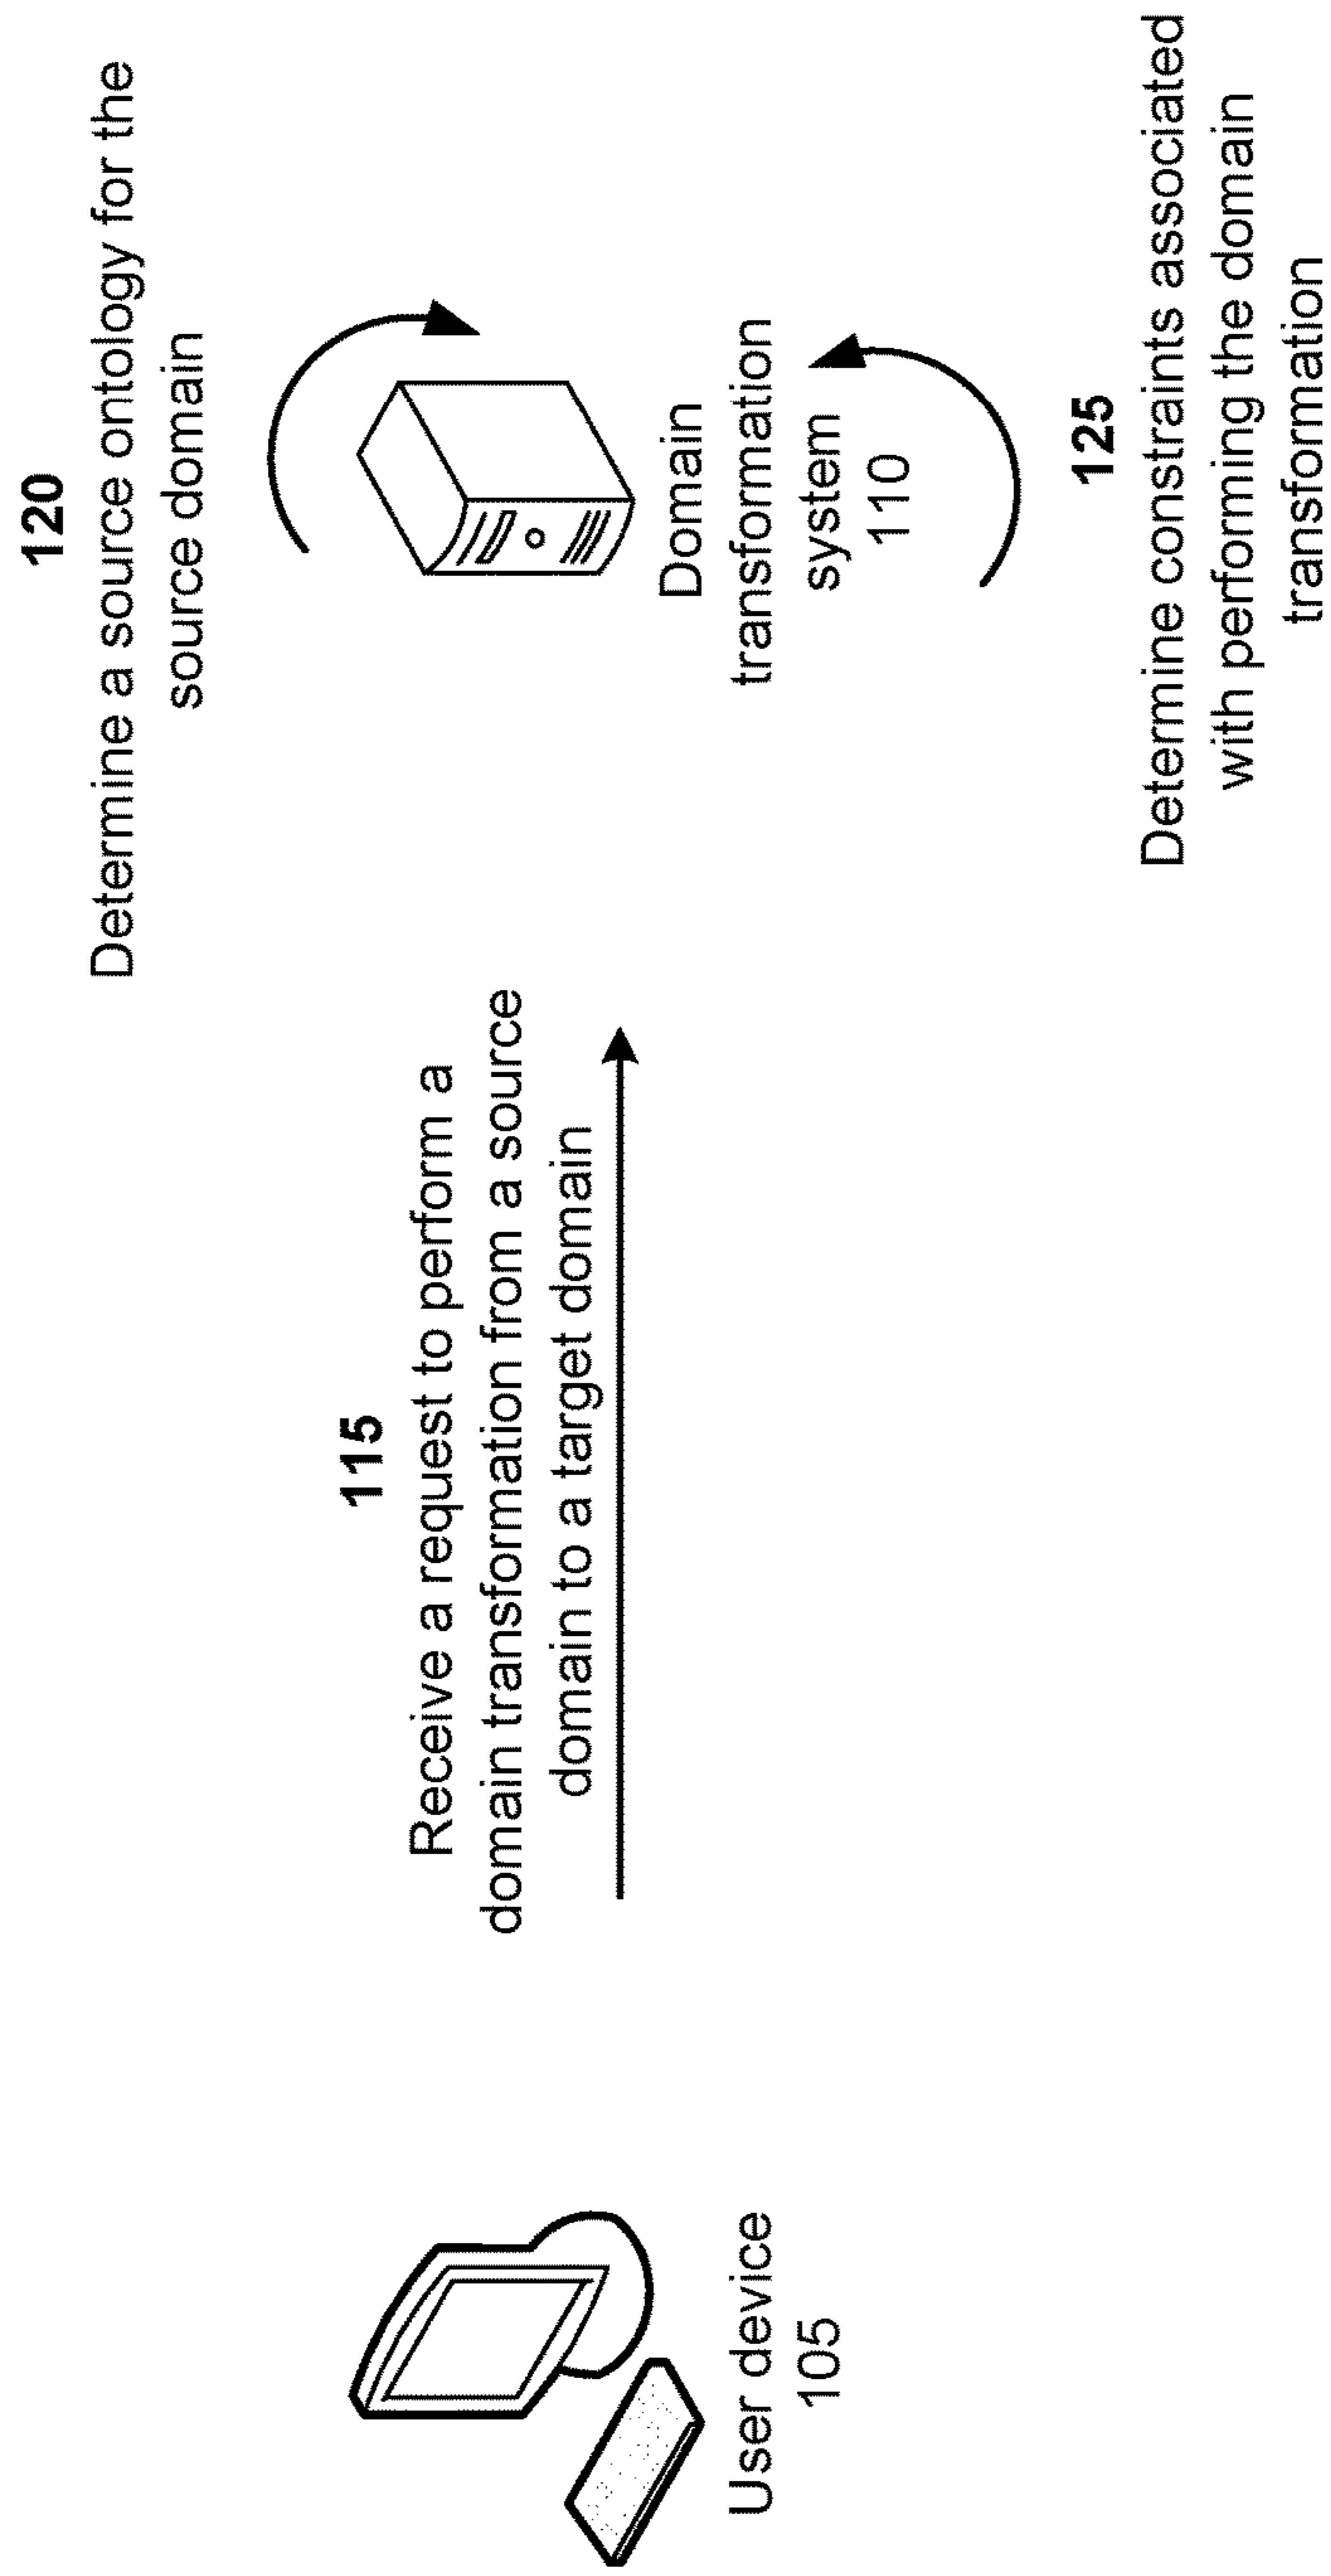 120
Determine a source ontology for the
source domain
115
Receive a request to perform a
domain transformation from a source
domain to a target domain
User device
105
Domain
transformation
system
110
125
Determine constraints associated
with performing the domain
transformation